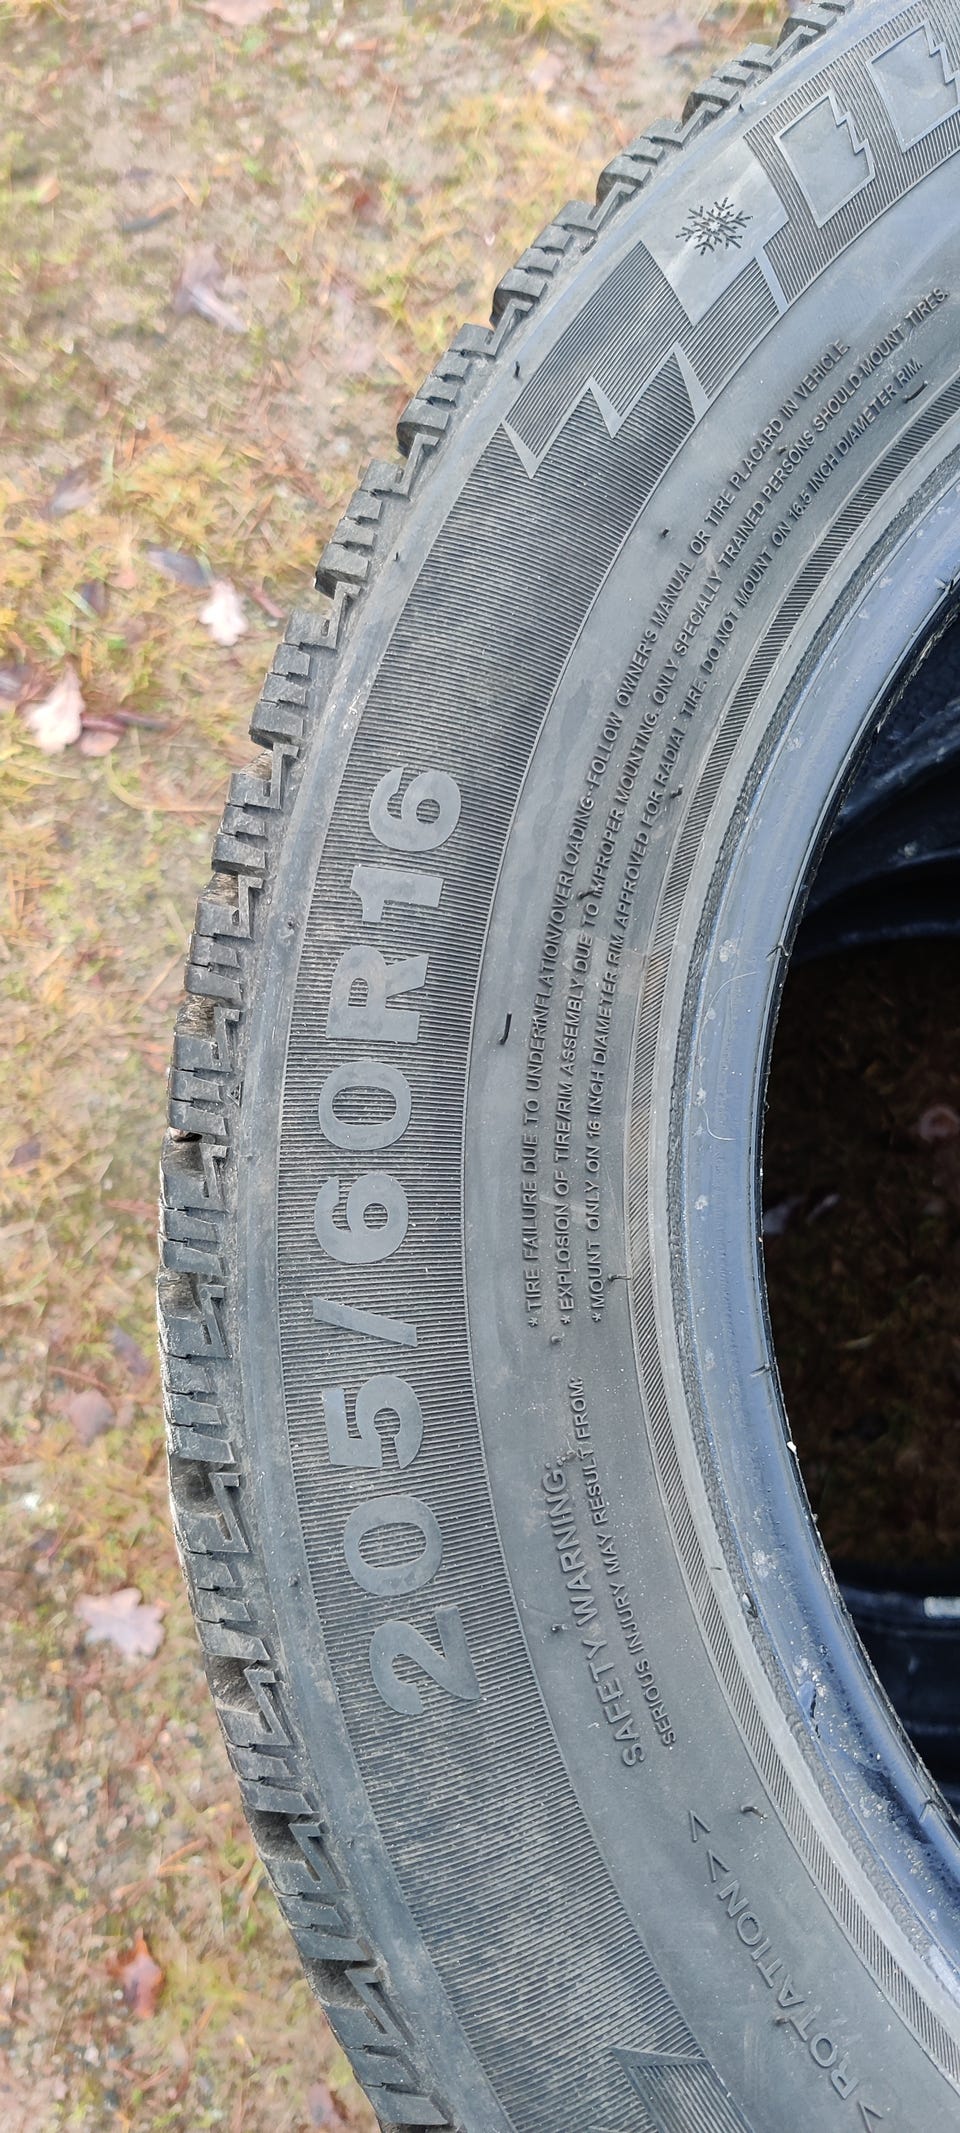 205/60R16
SAFETY WARNING:
SERIOUS INJURY MAY RESULT FROM:
*TIRE FAILURE DUE TO UNDERINFLATION/OVERLOADING-FOLLOW OWNER'S MANUAL OR TIRE PLACARD IN VEHICLE.
*EXPLOSION OF TIRE/RIM ASSEMBLY DUE TO IMPROPER MOUNTING. ONLY SPECIALLY TRAINED PERSONS SHOULD MOUNT TIRES.
*MOUNT ONLY ON 16 INCH DIAMETER RIM APPROVED FOR RADIAL TIRE. DO NOT MOUNT ON 16.5 INCH DIAMETER RIM.
> ROTATION > > >